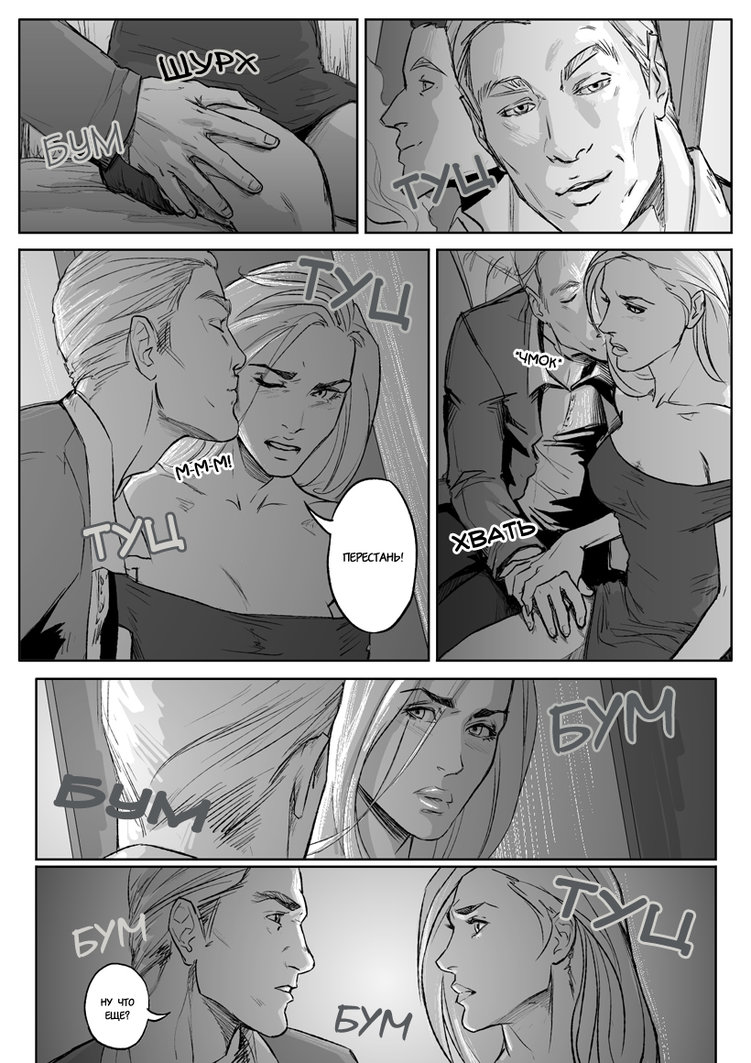 ШУРХ
БУМ
ТУЦ
ТУЦ
М-М-М!
ТУЦ
ПЕРЕСТАНЬ!
*ЧМОК*
ХВАТЬ
БУМ
БУМ
ТУЦ
БУМ
НУ ЧТО
ЕЩЕ?
БУМ